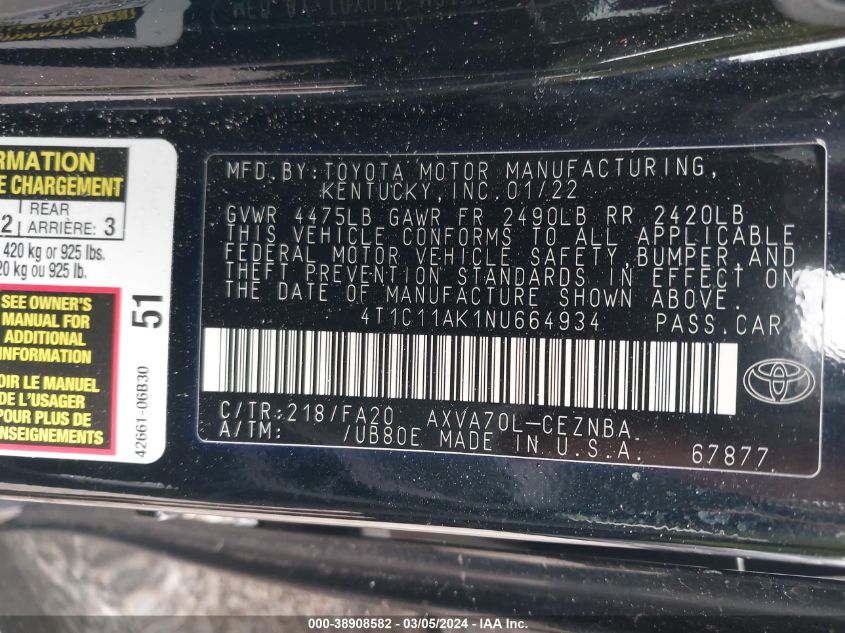 RMATION
E CHARGEMENT
2 REAR ARRIÈRE: 3
420 kg or 925 lbs.
20 kg ou 925 lb.
SEE OWNER'S
MANUAL FOR
ADDITIONAL
INFORMATION
OIR LE MANUEL
DE L'USAGER
POUR PLUS DE
ENSEIGNEMENTS
51
42661-06B30
MFD. BY: TOYOTA MOTOR MANUFACTURING,
KENTUCKY, INC. 01/22
GVWR 4475LB GAWR FR 2490LB RR 2420LB
THIS VEHICLE CONFORMS TO ALL APPLICABLE
FEDERAL MOTOR VEHICLE SAFETY, BUMPER, AND
THEFT PREVENTION STANDARDS IN EFFECT ON
THE DATE OF MANUFACTURE SHOWN ABOVE.
4T1C11AK1NU664934 PASS. CAR
C/TR: 218/FA20 AXVA70L-CEZNBA
A/TM: /UB80E MADE IN U.S.A. 67877
000-38908582 - 03/05/2024 - IAA Inc.